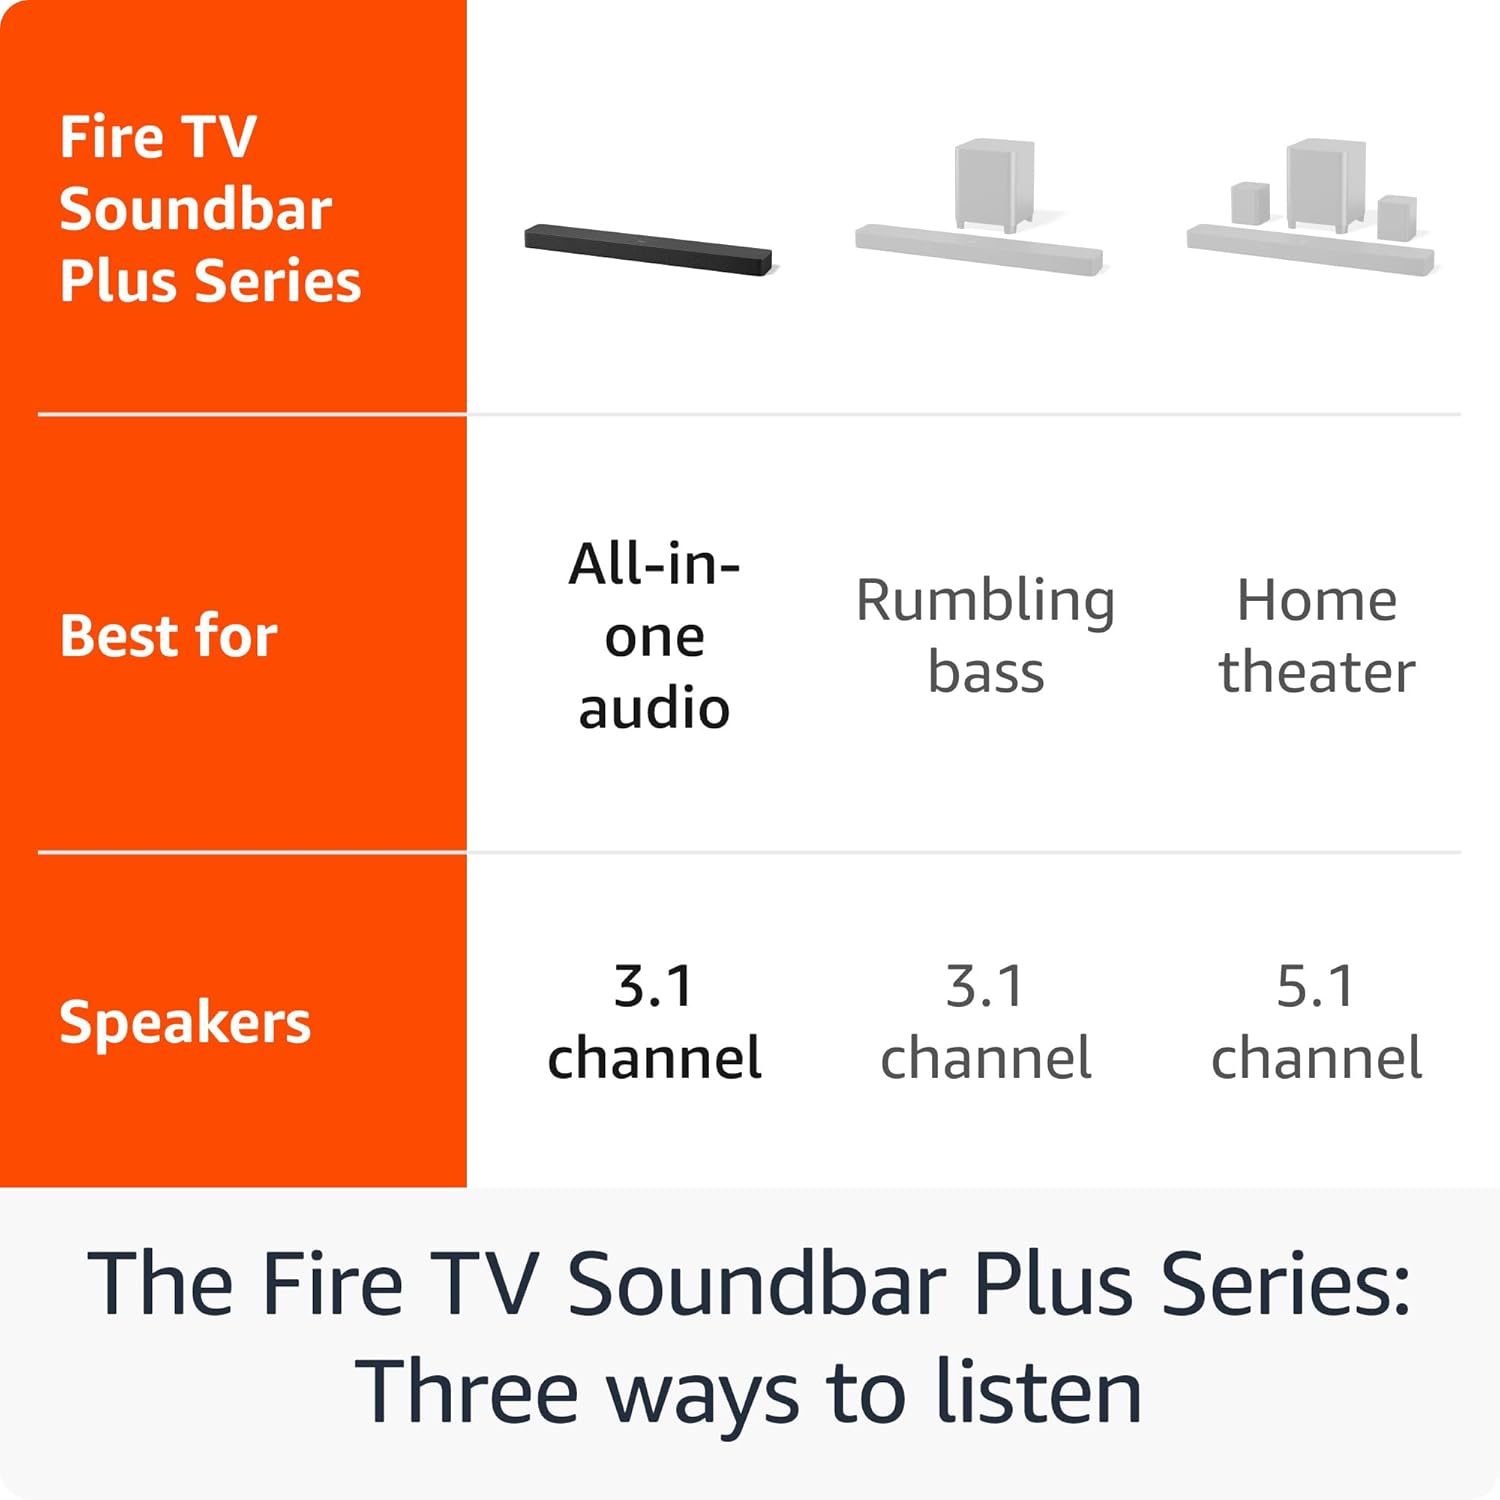 Fire TV
Soundbar
Plus Series
Best for
All-in-
one
audio
Rumbling
bass
Home
theater
Speakers
3.1
channel
3.1
channel
5.1
channel
The Fire TV Soundbar Plus Series:
Three ways to listen